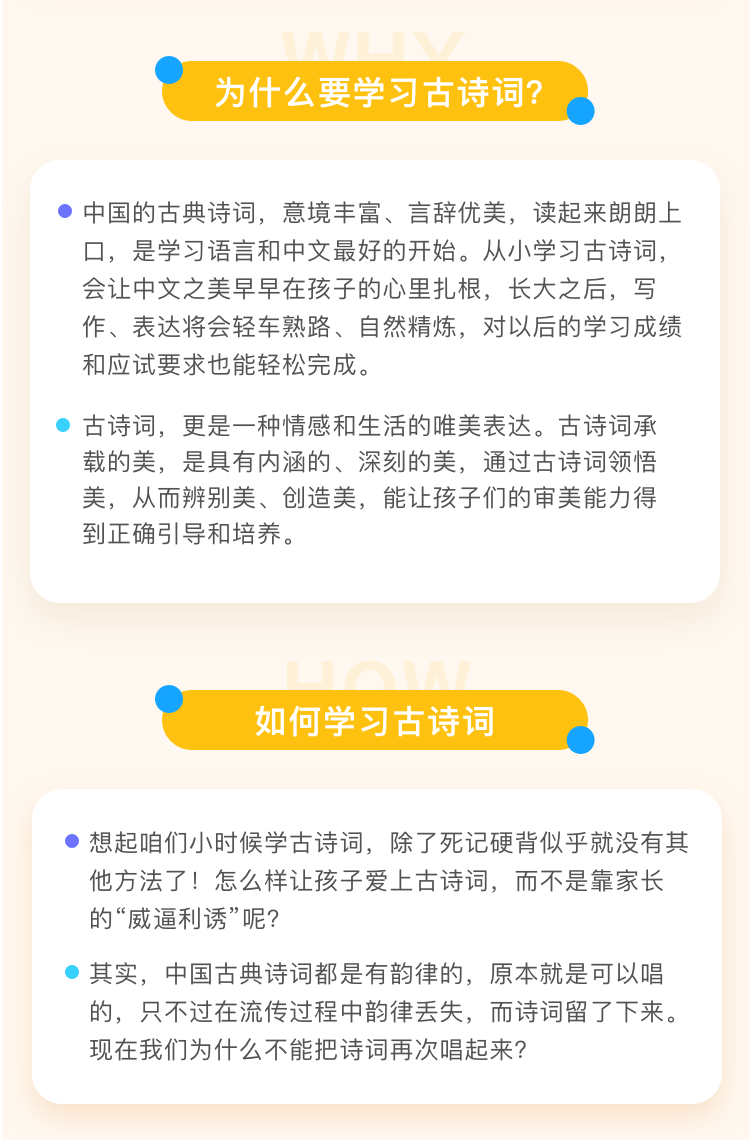 WHY
为什么要学习古诗词?
中国的古典诗词，意境丰富、言辞优美，读起来朗朗上
口，是学习语言和中文最好的开始。从小学习古诗词，
会让中文之美早早在孩子的心里扎根，长大之后，写
作、表达将会轻车熟路、自然精炼，对以后的学习成绩
和应试要求也能轻松完成。
古诗词，更是一种情感和生活的唯美表达。古诗词承
载的美，是具有内涵的、深刻的美，通过古诗词领悟
美，从而辨别美、创造美，能让孩子们的审美能力得
到正确引导和培养。
HOW
如何学习古诗词
想起咱们小时候学古诗词，除了死记硬背似乎就没有其
他方法了！怎么样让孩子爱上古诗词，而不是靠家长
的“威逼利诱”呢?
其实，中国古典诗词都是有韵律的，原本就是可以唱
的，只不过在流传过程中韵律丢失，而诗词留了下来。
现在我们为什么不能把诗词再次唱起来?